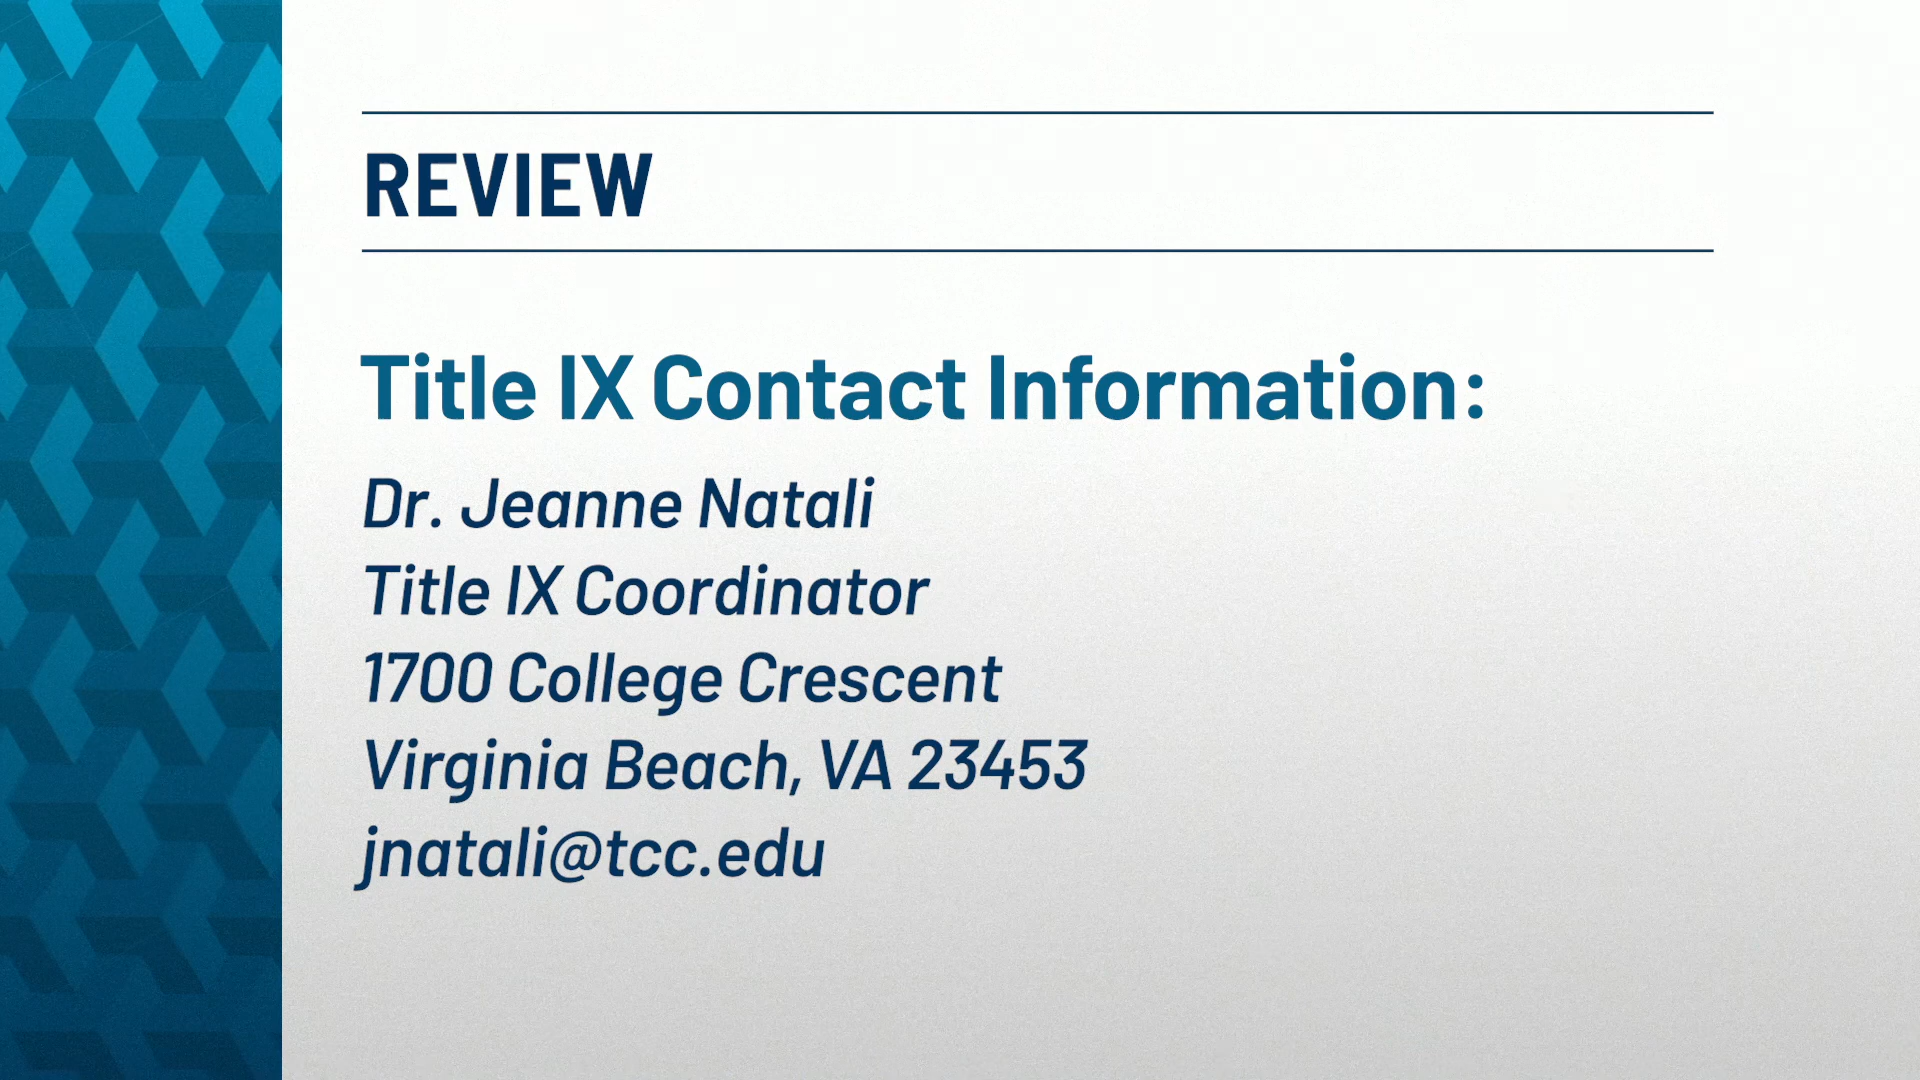 REVIEW
Title IX Contact Information:
Dr. Jeanne Natali
Title IX Coordinator
1700 College Crescent
Virginia Beach, VA 23453
jnatali@tcc.edu